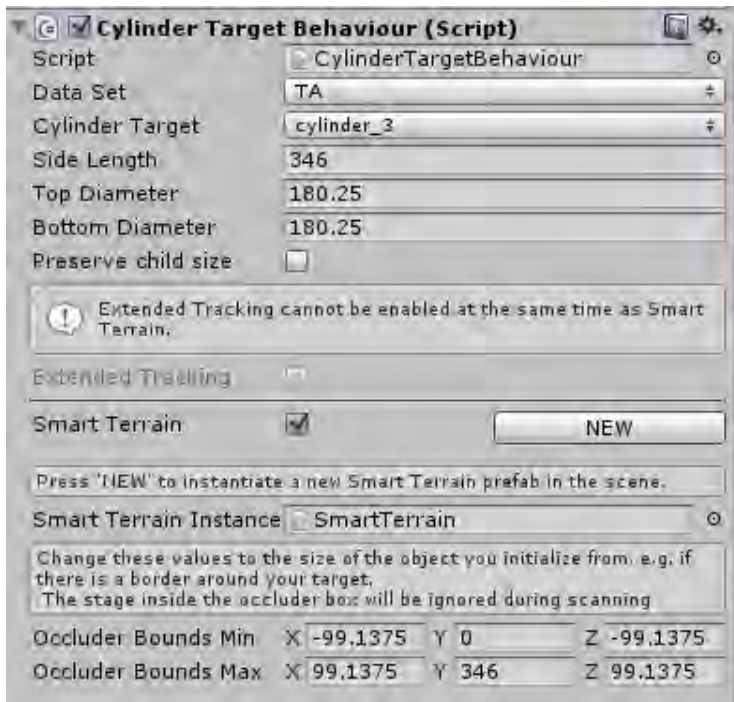 Cylinder Target Behaviour (Script)
Script CylinderTargetBehaviour
Data Set TA
Cylinder Target cylinder_3
Side Length 346
Top Diameter 180.25
Bottom Diameter 180.25
Preserve child size
Extended Tracking cannot be enabled at the same time as Smart
Terrain.
Extended Tracking
Smart Terrain NEW
Press "NEW" to instantiate a new Smart Terrain prefab in the scene.
Smart Terrain Instance SmartTerrain
Change these values to the size of the object you initialize from. e.g. if
there is a border around your target.
The stage inside the occluder box will be ignored during scanning
Occluder Bounds Min X -99.1375 Y 0 Z -99.1375
Occluder Bounds Max X 99.1375 Y 346 Z 99.1375